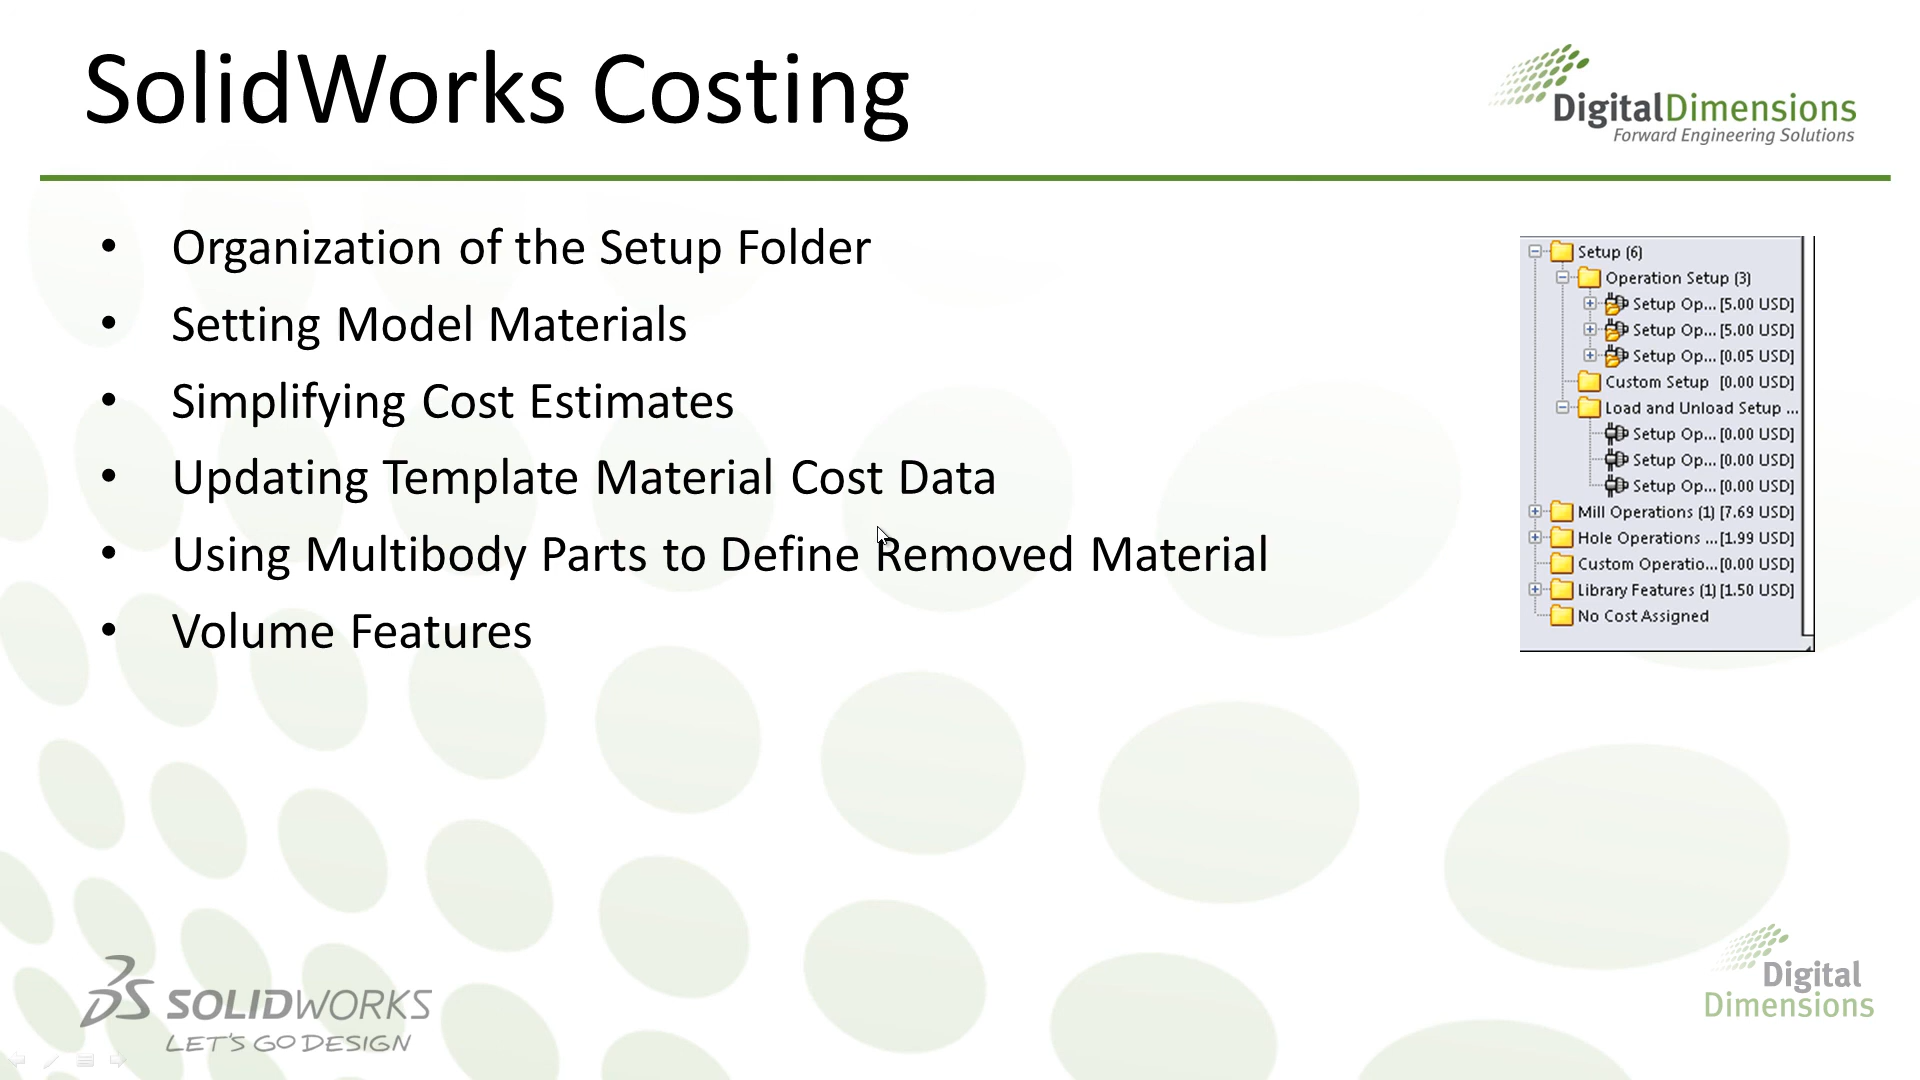 SolidWorks Costing
DigitalDimensions
Forward Engineering Solutions
• Organization of the Setup Folder
• Setting Model Materials
• Simplifying Cost Estimates
• Updating Template Material Cost Data
• Using Multibody Parts to Define Removed Material
• Volume Features
Setup (6)
Operation Setup (3)
Setup Op... [5.00 USD]
Setup Op... [5.00 USD]
Setup Op... [0.05 USD]
Custom Setup [0.00 USD]
Load and Unload Setup ...
Setup Op... [0.00 USD]
Setup Op... [0.00 USD]
Setup Op... [0.00 USD]
Mill Operations (1) [7.69 USD]
Hole Operations ... [1.99 USD]
Custom Operatio... [0.00 USD]
Library Features (1) [1.50 USD]
No Cost Assigned
SOLIDWORKS
LET'S GO DESIGN
Digital
Dimensions